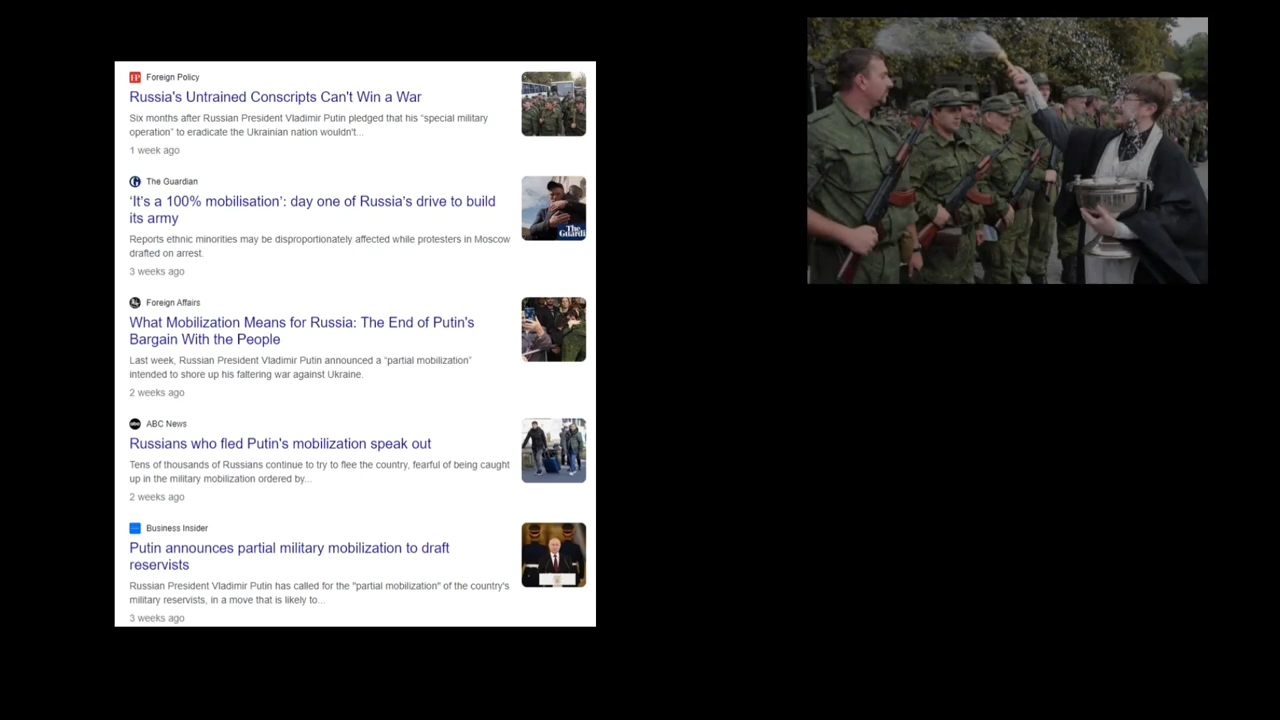 Foreign Policy
Russia's Untrained Conscripts Can't Win a War
Six months after Russian President Vladimir Putin pledged that his “special military
operation” to eradicate the Ukrainian nation wouldn't...
1 week ago
The Guardian
‘It’s a 100% mobilisation’: day one of Russia’s drive to build
its army
Reports ethnic minorities may be disproportionately affected while protesters in Moscow
drafted on arrest.
3 weeks ago
Foreign Affairs
What Mobilization Means for Russia: The End of Putin's
Bargain With the People
Last week, Russian President Vladimir Putin announced a “partial mobilization”
intended to shore up his faltering war against Ukraine.
2 weeks ago
ABC News
Russians who fled Putin's mobilization speak out
Tens of thousands of Russians continue to try to flee the country, fearful of being caught
up in the military mobilization ordered by...
2 weeks ago
Business Insider
Putin announces partial military mobilization to draft
reservists
Russian President Vladimir Putin has called for the "partial mobilization" of the country's
military reservists, in a move that is likely to...
3 weeks ago